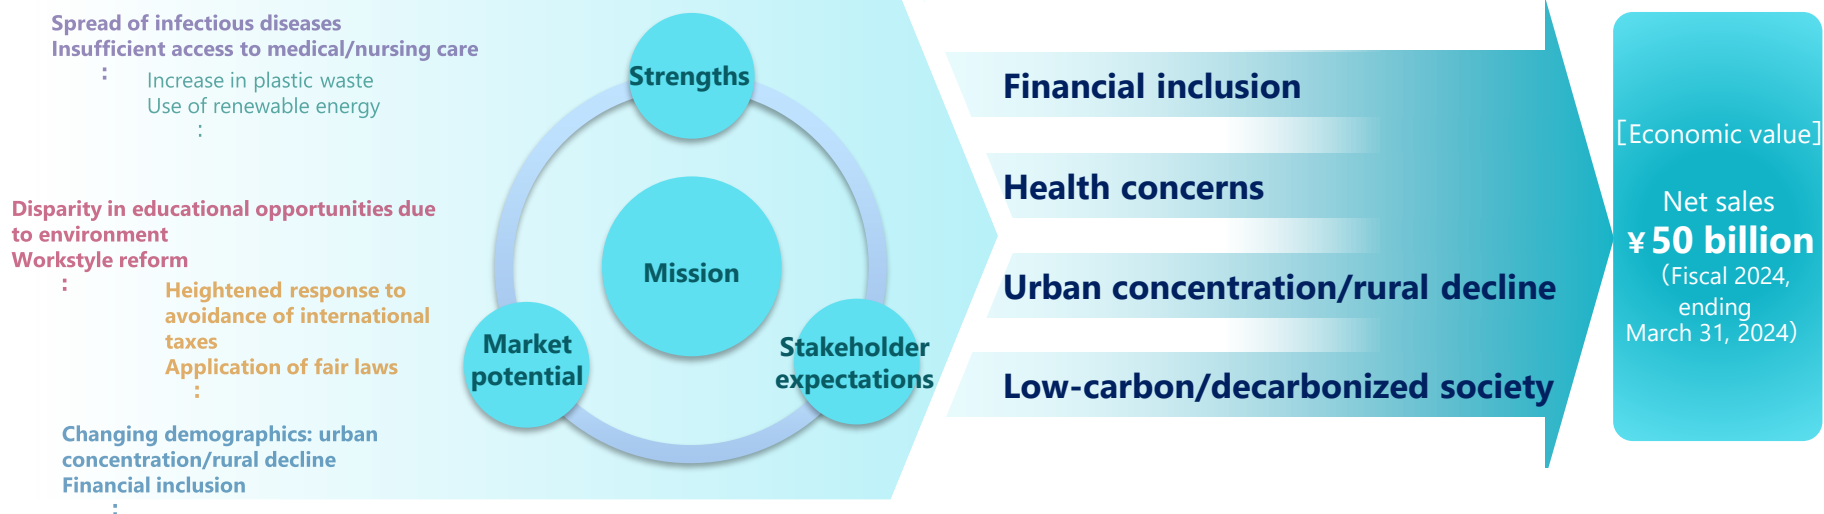 Spread of infectious diseases
Insufficient access to medical/nursing care
:
Increase in plastic waste
Use of renewable energy
:
Disparity in educational opportunities due
to environment
Workstyle reform
:
Heightened response to
avoidance of international
taxes
Application of fair laws
:
Changing demographics: urban
concentration/rural decline
Financial inclusion
:
Strengths
Mission
Market
potential
Stakeholder
expectations
Financial inclusion
Health concerns
Urban concentration/rural decline
Low-carbon/decarbonized society
[Economic value]
Net sales
¥50 billion
(Fiscal 2024,
ending
March 31, 2024)